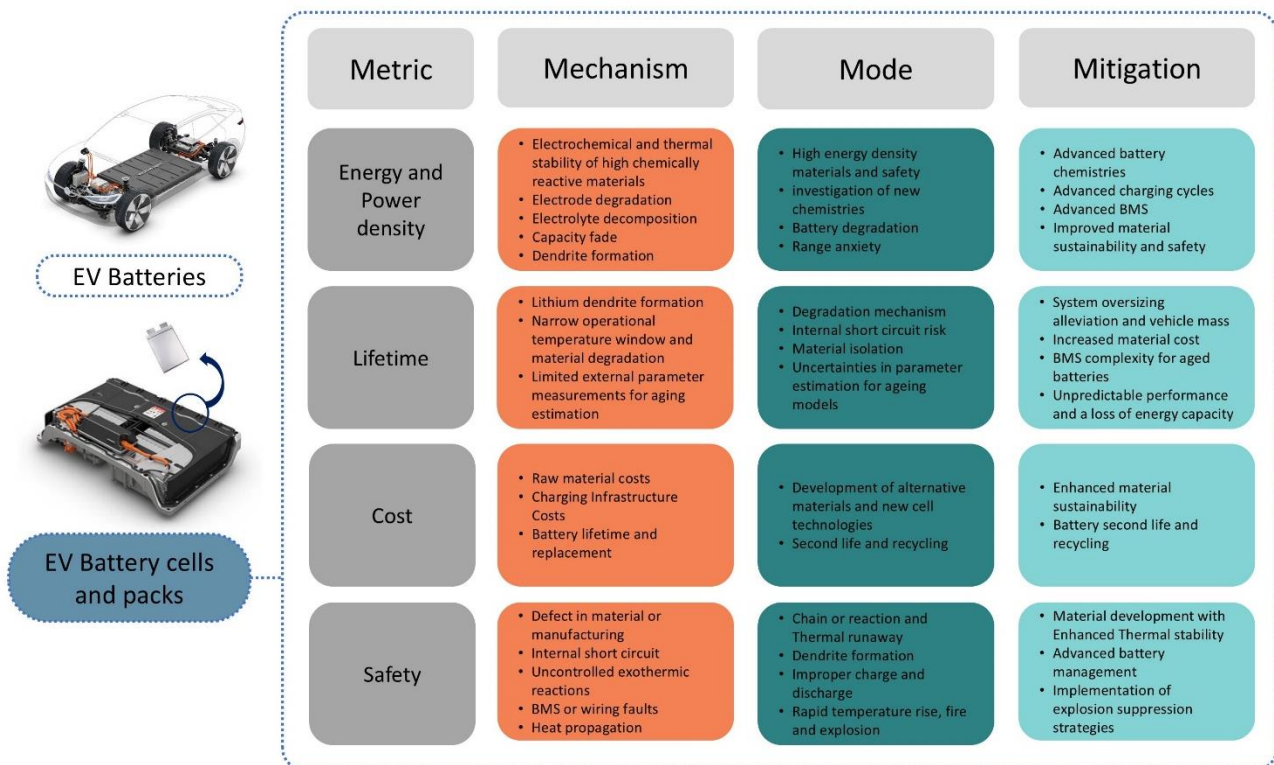 Metric
Mechanism
Mode
Mitigation
EV Batteries
EV Battery cells
and packs
Energy and
Power
density
• Electrochemical and thermal
stability of high chemically
reactive materials
• Electrode degradation
• Electrolyte decomposition
• Capacity fade
• Dendrite formation
• High energy density
materials and safety
• investigation of new
chemistries
• Battery degradation
• Range anxiety
• Advanced battery
chemistries
• Advanced charging cycles
• Advanced BMS
• Improved material
sustainability and safety
Lifetime
• Lithium dendrite formation
• Narrow operational
temperature window and
material degradation
• Limited external parameter
measurements for aging
estimation
• Degradation mechanism
• Internal short circuit risk
• Material isolation
• Uncertainties in parameter
estimation for ageing
models
• System oversizing
alleviation and vehicle mass
• Increased material cost
• BMS complexity for aged
batteries
• Unpredictable performance
and a loss of energy capacity
Cost
• Raw material costs
• Charging Infrastructure
Costs
• Battery lifetime and
replacement
• Development of alternative
materials and new cell
technologies
• Second life and recycling
• Enhanced material
sustainability
• Battery second life and
recycling
Safety
• Defect in material or
manufacturing
• Internal short circuit
• Uncontrolled exothermic
reactions
• BMS or wiring faults
• Heat propagation
• Chain or reaction and
Thermal runaway
• Dendrite formation
• Improper charge and
discharge
• Rapid temperature rise, fire
and explosion
• Material development with
Enhanced Thermal stability
• Advanced battery
management
• Implementation of
explosion suppression
strategies